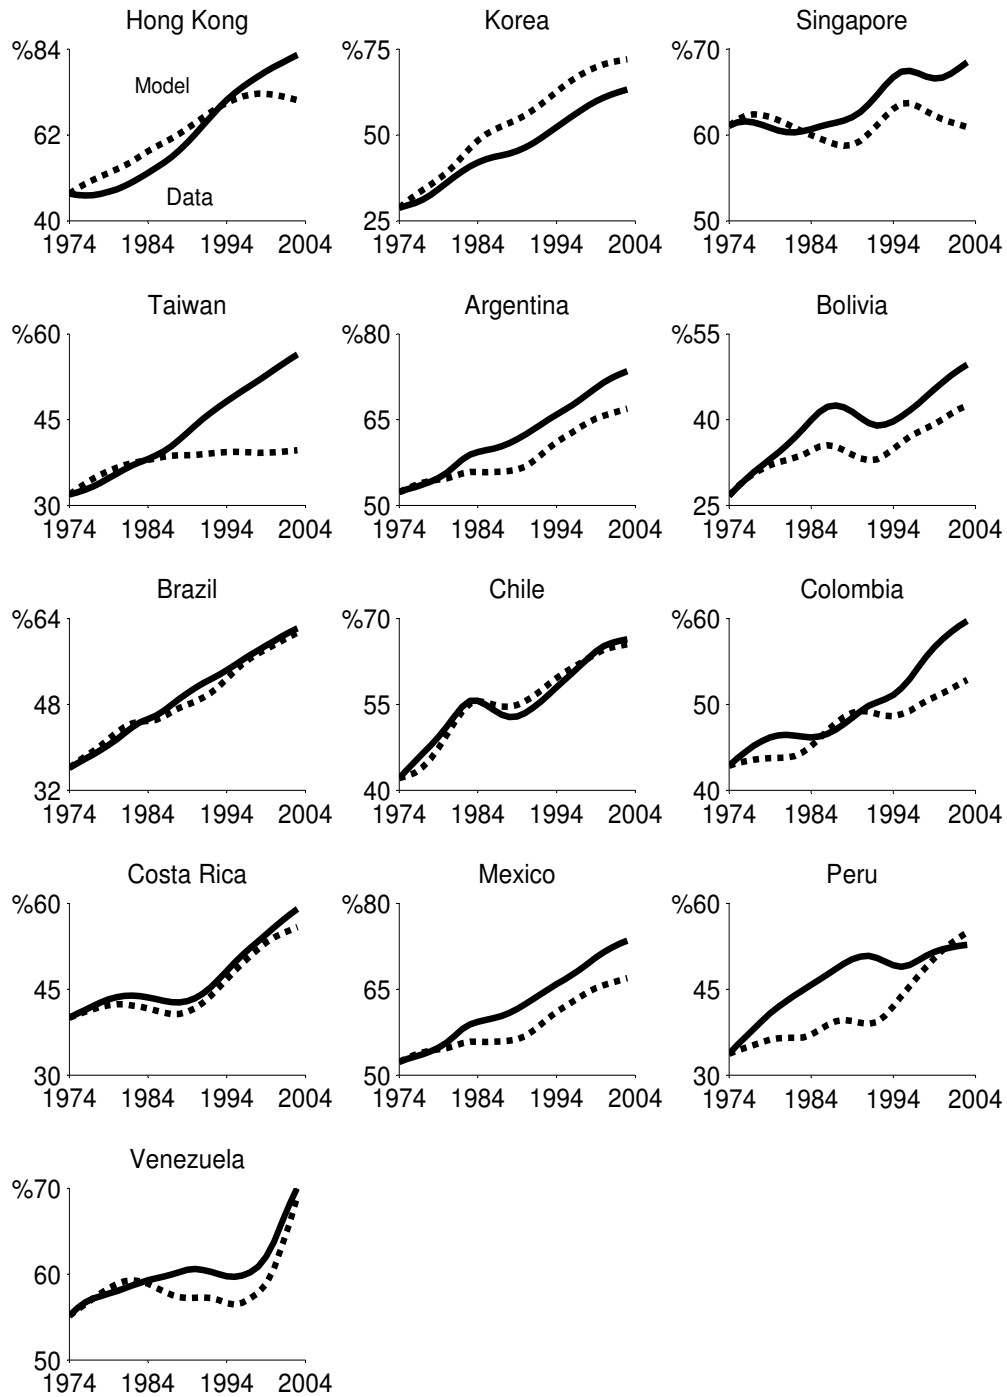 Hong Kong
Korea
Singapore
%84
62
40
Model
Data
1974 1984 1994 2004
%75
50
25
1974 1984 1994 2004
%70
60
50
1974 1984 1994 2004
Taiwan
Argentina
Bolivia
%60
45
30
1974 1984 1994 2004
%80
65
50
1974 1984 1994 2004
%55
40
25
1974 1984 1994 2004
Brazil
Chile
Colombia
%64
48
32
1974 1984 1994 2004
%70
55
40
1974 1984 1994 2004
%60
50
40
1974 1984 1994 2004
Costa Rica
Mexico
Peru
%60
45
30
1974 1984 1994 2004
%80
65
50
1974 1984 1994 2004
%60
45
30
1974 1984 1994 2004
Venezuela
%70
60
50
1974 1984 1994 2004